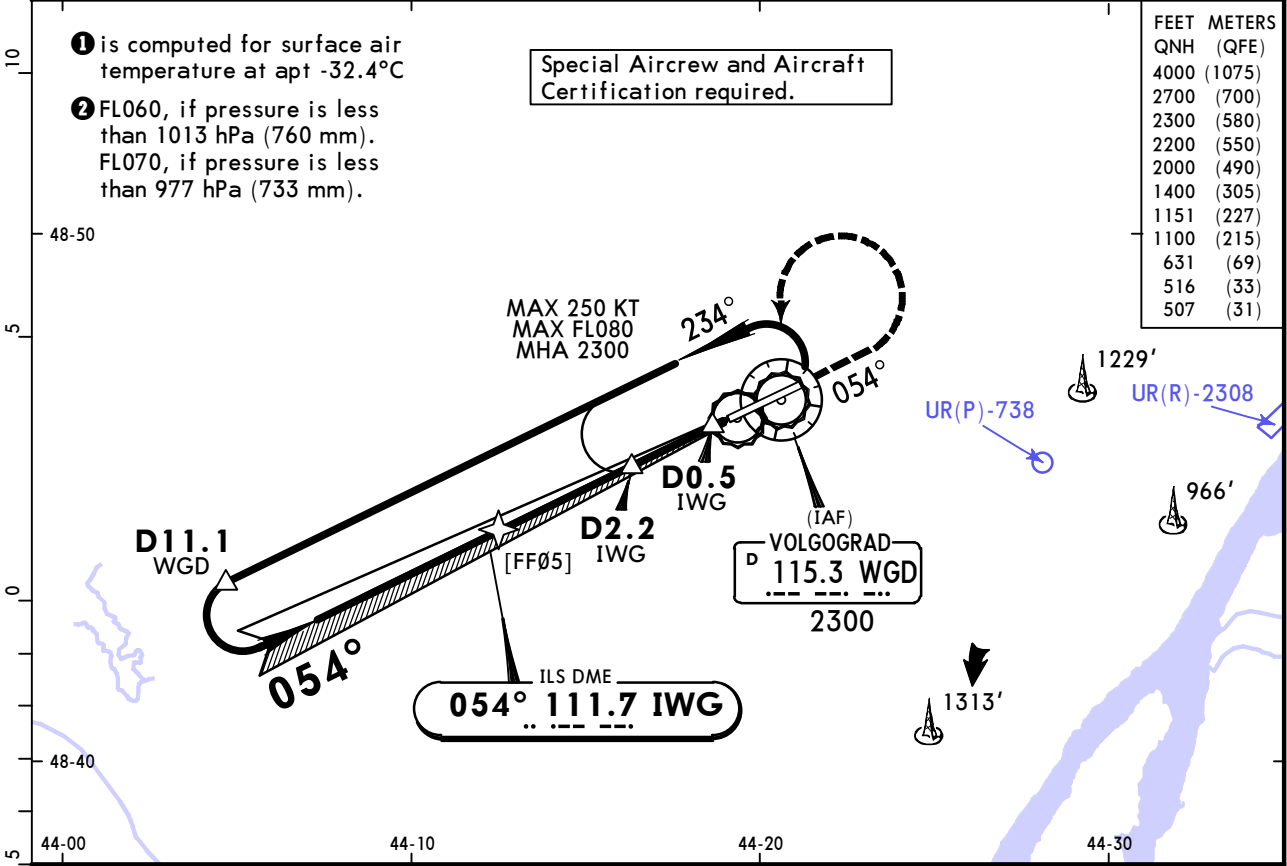 ❶ is computed for surface air
temperature at apt -32.4°C
❷ FL060, if pressure is less
than 1013 hPa (760 mm).
FL070, if pressure is less
than 977 hPa (733 mm).
Special Aircrew and Aircraft
Certification required.
FEET METERS
QNH (QFE)
4000 (1075)
2700 (700)
2300 (580)
2200 (550)
2000 (490)
1400 (305)
1151 (227)
1100 (215)
631 (69)
516 (33)
507 (31)
10
48-50
5
MAX 250 KT
MAX FL080
MHA 2300
234°
054°
1229'
UR(P)-738
UR(R)-2308
966'
D0.5
IWG
D2.2
IWG
[FFØ5]
D11.1
WGD
(IAF)
VOLGOGRAD
D 115.3 WGD
2300
0
054°
ILS DME
054° 111.7 IWG
1313'
48-40
5
44-00
44-10
44-20
44-30